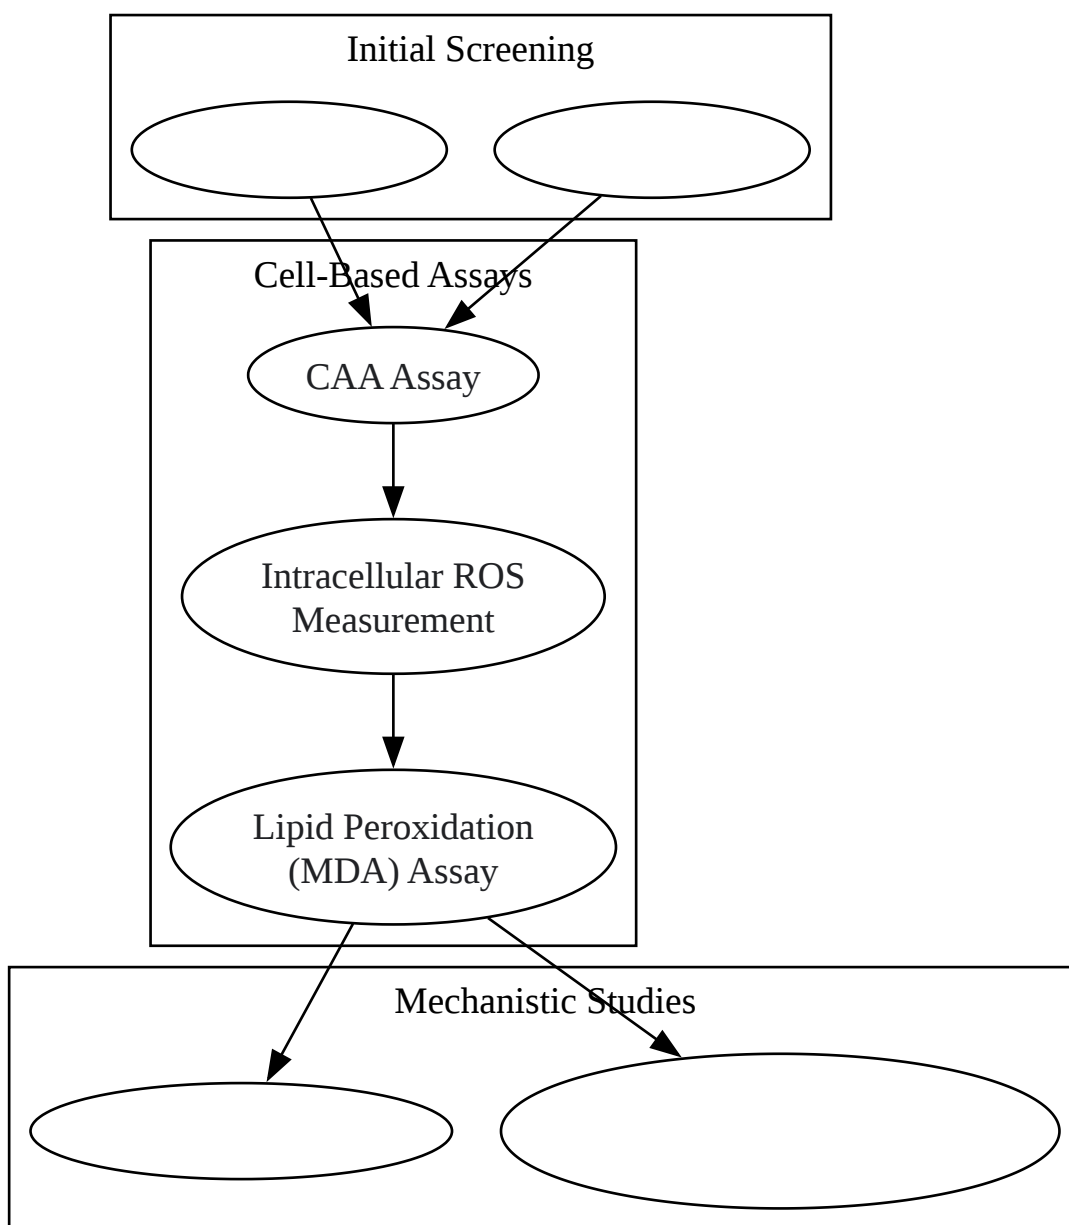 Initial Screening
Cell-Based Assays
CAA Assay
Intracellular ROS
Measurement
Lipid Peroxidation
(MDA) Assay
Mechanistic Studies